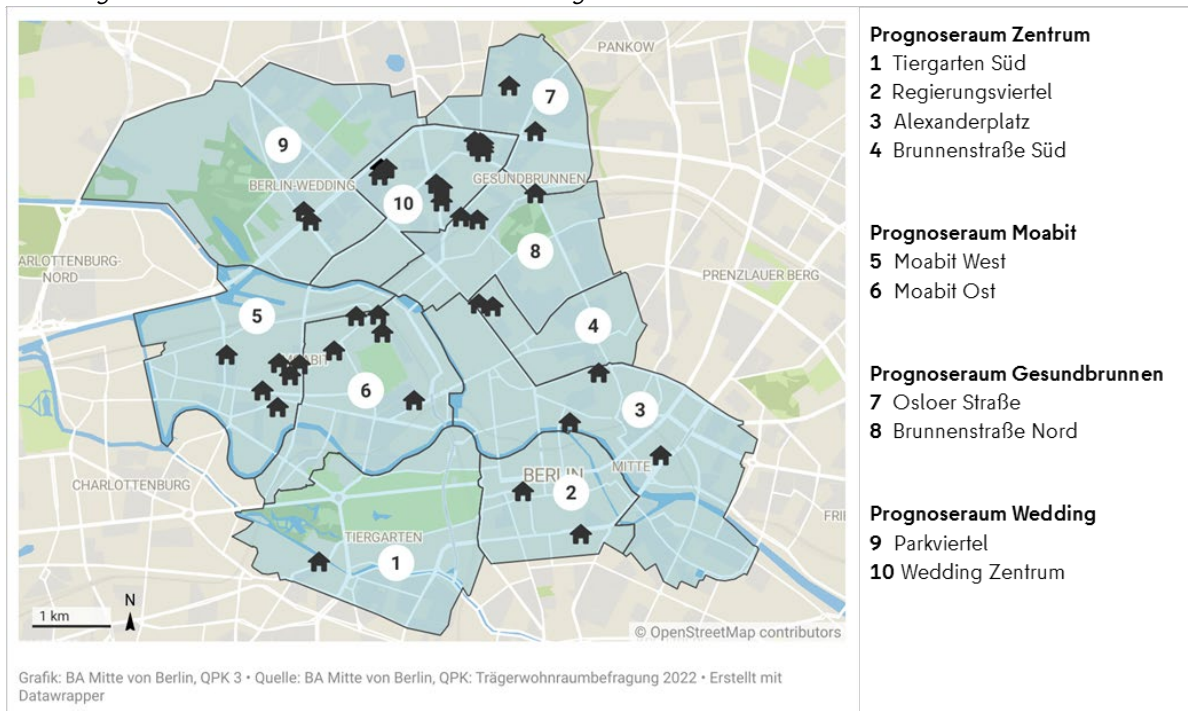 PANKOW
7
9
BERLIN-WEDDING
GESUNDBRUNNEN
10
8
ARLOTTENBURG-
NORD
PRENZLAUER BERG
5
4
MOABIT
6
3
CHARLOTTENBURG
BERLIN
MITTE
2
FRI
TIERGARTEN
1
1 km
N
© OpenStreetMap contributors
Grafik: BA Mitte von Berlin, QPK 3 • Quelle: BA Mitte von Berlin, QPK: Trägerwohnraumbefragung 2022 • Erstellt mit
Datawrapper
Prognoseraum Zentrum
1 Tiergarten Süd
2 Regierungsviertel
3 Alexanderplatz
4 Brunnenstraße Süd
Prognoseraum Moabit
5 Moabit West
6 Moabit Ost
Prognoseraum Gesundbrunnen
7 Osloer Straße
8 Brunnenstraße Nord
Prognoseraum Wedding
9 Parkviertel
10 Wedding Zentrum